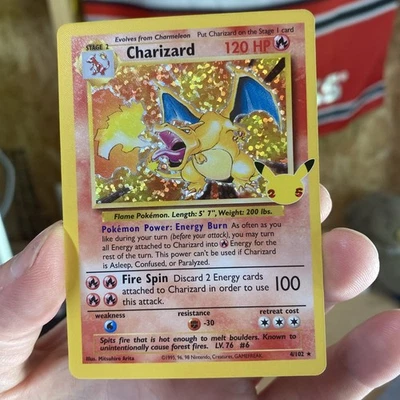 Evolves from Charmeleon Put Charizard on the Stage 1 card
STAGE 2 Charizard 120 HP
25
Flame Pokémon. Length: 5' 7", Weight: 200 lbs.
Pokémon Power: Energy Burn As often as you
like during your turn (before your attack), you may turn
all Energy attached to Charizard into Energy for the
rest of the turn. This power can't be used if Charizard
is Asleep, Confused, or Paralyzed.
Fire Spin Discard 2 Energy cards
attached to Charizard in order to use 100
this attack.
weakness resistance retreat cost
-30
Spits fire that is hot enough to melt boulders. Known to
unintentionally cause forest fires. LV. 76 #6
Illus. Mitsuhiro Arita ©1995, 96, 98 Nintendo, Creatures, GAMEFREAK. 4/102 ★